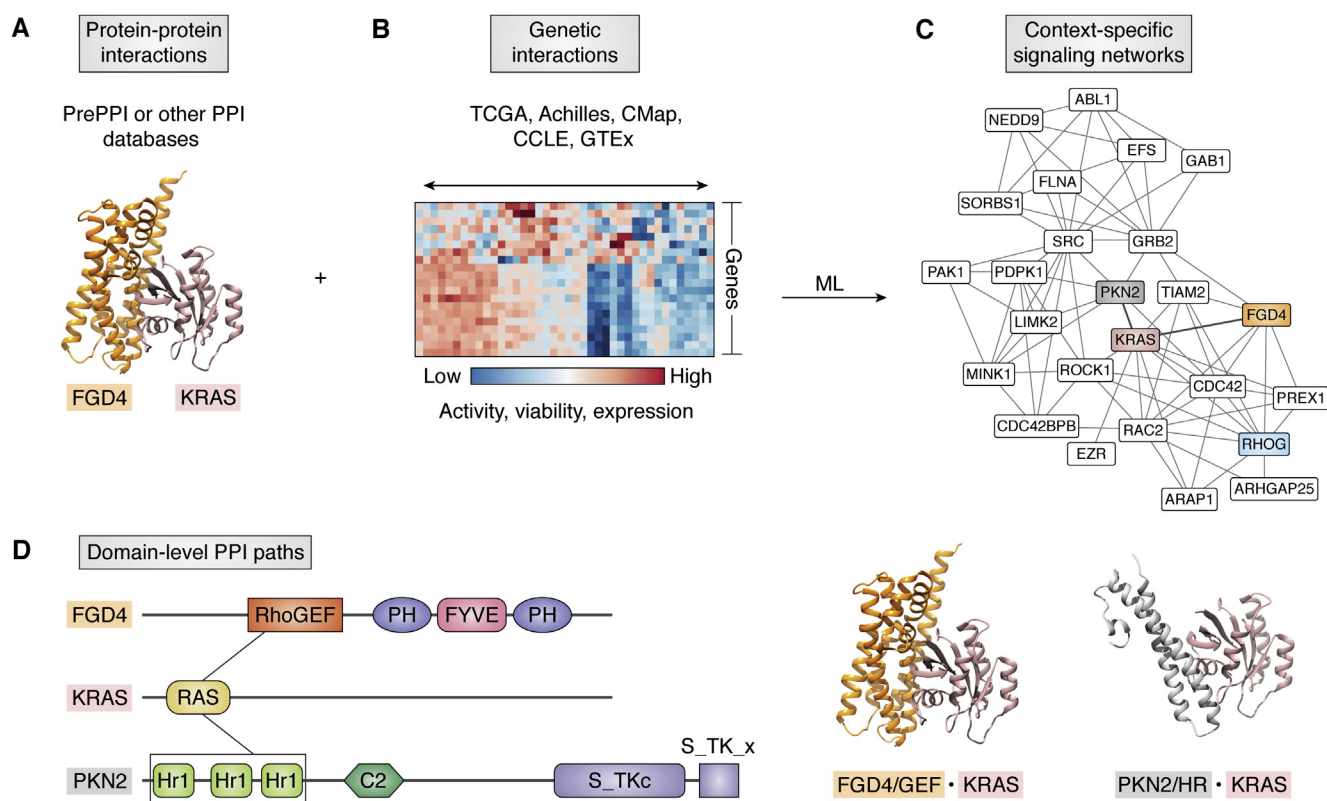 A
Protein-protein
interactions
PrePPI or other PPI
databases
FGD4
KRAS
+
B
Genetic
interactions
TCGA, Achilles, CMap,
CCLE, GTEx
Genes
Low
High
Activity, viability, expression
ML
C
Context-specific
signaling networks
ABL1
NEDD9
EFS
GAB1
FLNA
SORBS1
SRC
GRB2
PAK1
PDPK1
PKN2
TIAM2
FGD4
LIMK2
KRAS
MINK1
ROCK1
CDC42
PREX1
CDC42BPB
RAC2
RHOG
EZR
ARAP1
ARHGAP25
D
Domain-level PPI paths
FGD4
RhoGEF
PH
FYVE
PH
KRAS
RAS
PKN2
Hr1
Hr1
Hr1
C2
S_TKc
S_TK_x
FGD4/GEF · KRAS
PKN2/HR · KRAS